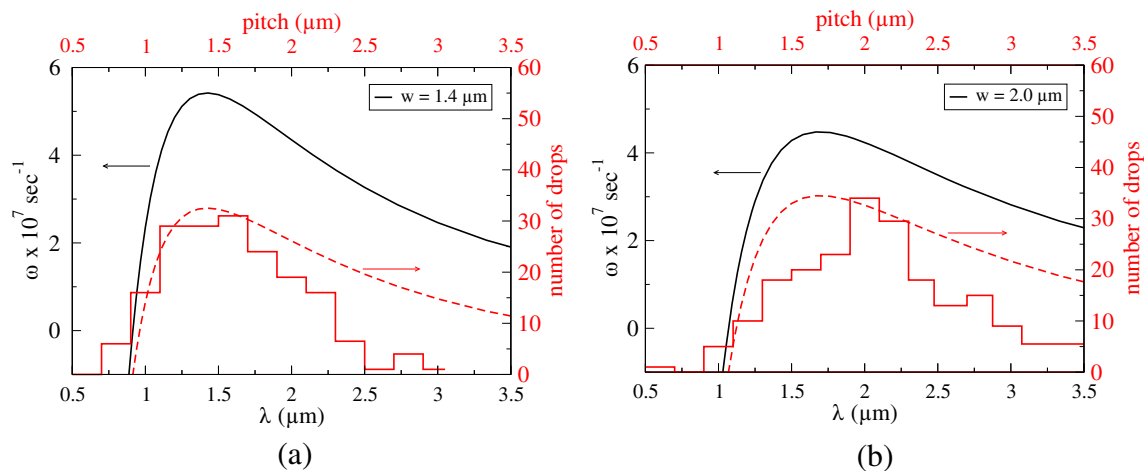 pitch (µm)
0.5 1 1.5 2 2.5 3 3.5
6
4
2
0
ω x 10⁷ sec⁻¹
w = 1.4 µm
60
50
40
30
20
10
0
number of drops
0.5 1 1.5 2 2.5 3 3.5
λ (µm)
(a)
pitch (µm)
0.5 1 1.5 2 2.5 3 3.5
6
4
2
0
ω x 10⁷ sec⁻¹
w = 2.0 µm
60
50
40
30
20
10
0
number of drops
0.5 1 1.5 2 2.5 3 3.5
λ (µm)
(b)